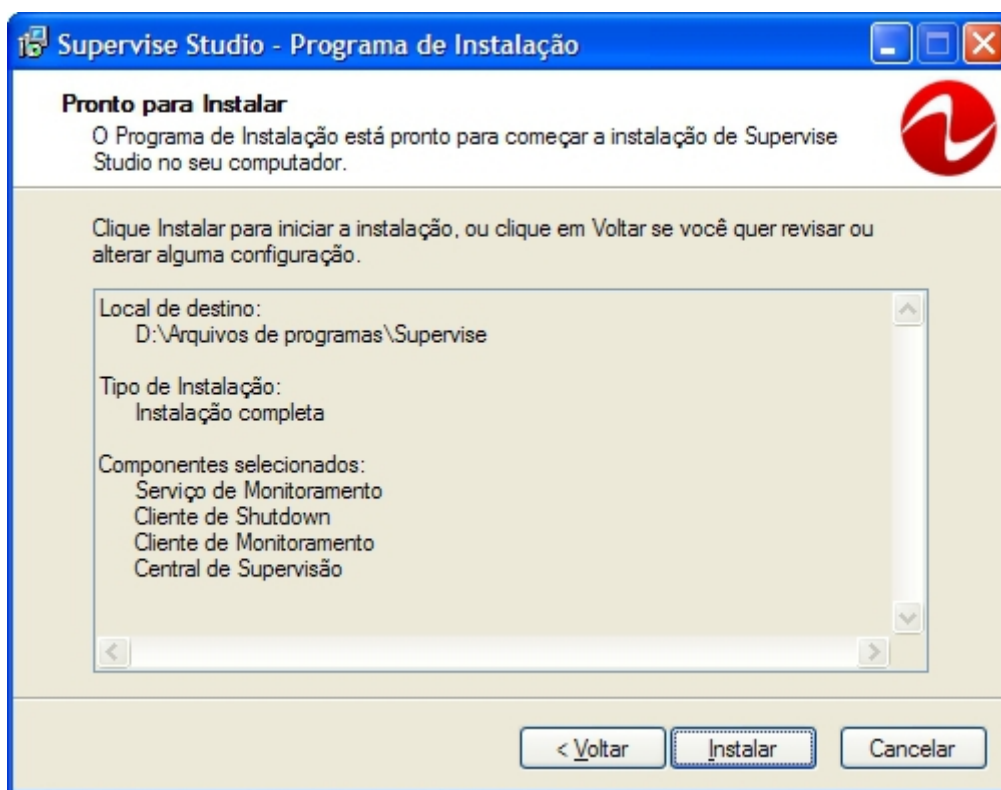 Supervise Studio - Programa de Instalação
Pronto para Instalar
O Programa de Instalação está pronto para começar a instalação de Supervise
Studio no seu computador.
Clique Instalar para iniciar a instalação, ou clique em Voltar se você quer revisar ou
alterar alguma configuração.
Local de destino:
D:\Arquivos de programas\Supervise
Tipo de Instalação:
Instalação completa
Componentes selecionados:
Serviço de Monitoramento
Cliente de Shutdown
Cliente de Monitoramento
Central de Supervisão
< Voltar
Instalar
Cancelar